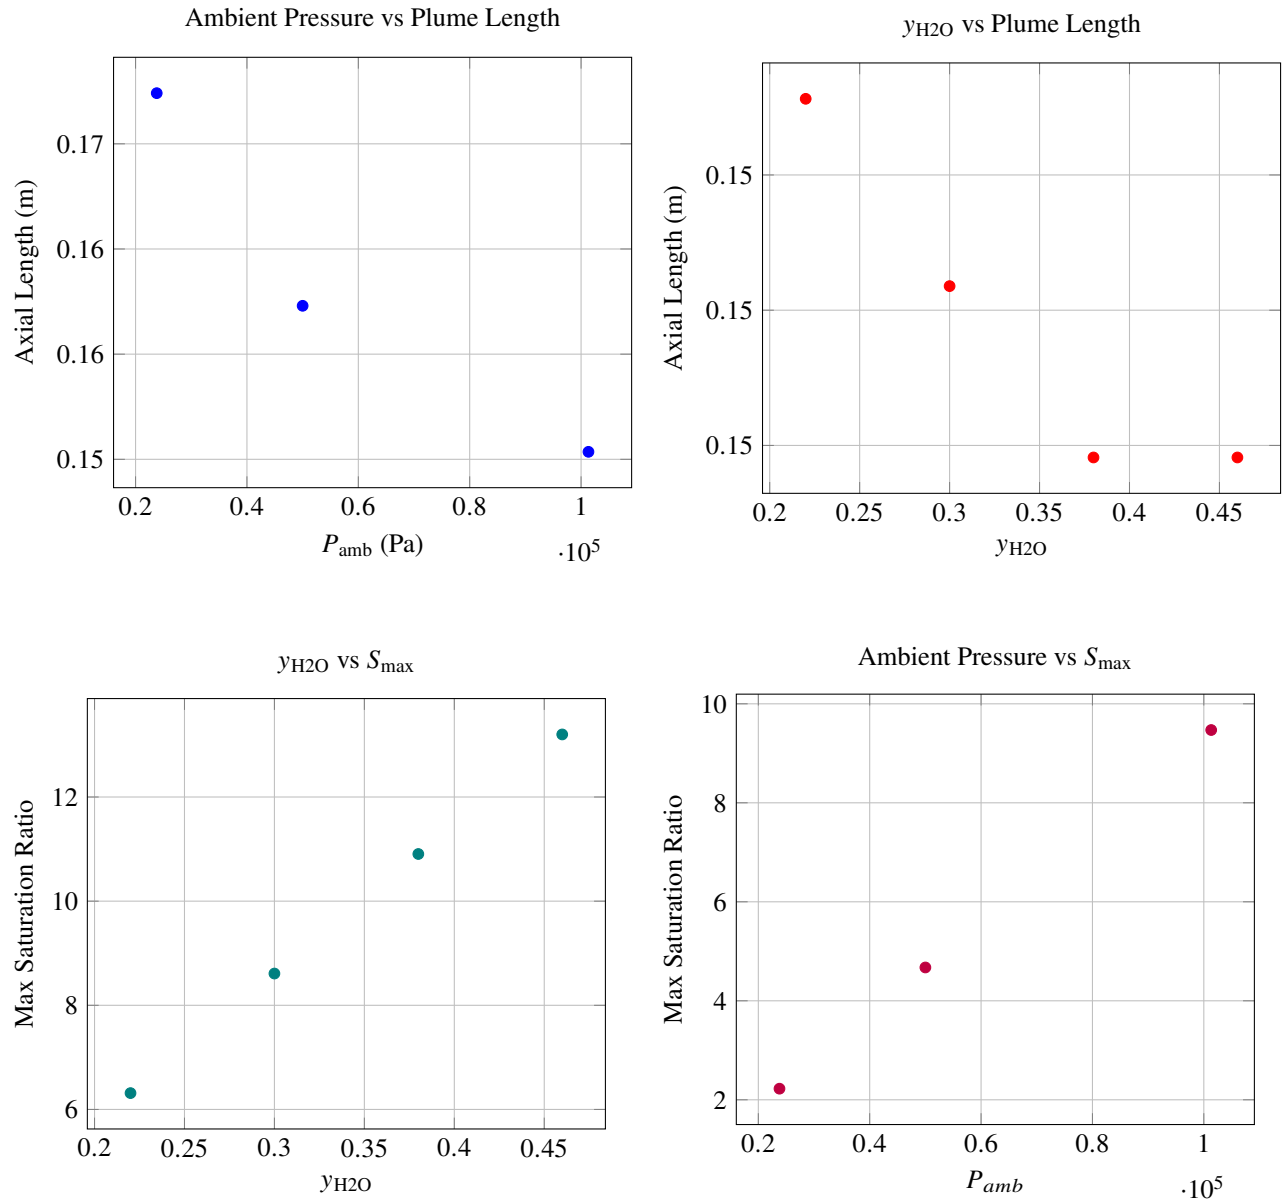 Ambient Pressure vs Plume Length
Axial Length (m)
0.17
0.16
0.16
0.15
0.2 0.4 0.6 0.8 1
P_amb (Pa)
·10^5
y_H2O vs Plume Length
Axial Length (m)
0.15
0.15
0.15
0.2 0.25 0.3 0.35 0.4 0.45
y_H2O
y_H2O vs S_max
Max Saturation Ratio
12
10
8
6
0.2 0.25 0.3 0.35 0.4 0.45
y_H2O
Ambient Pressure vs S_max
Max Saturation Ratio
10
8
6
4
2
0.2 0.4 0.6 0.8 1
P_amb
·10^5